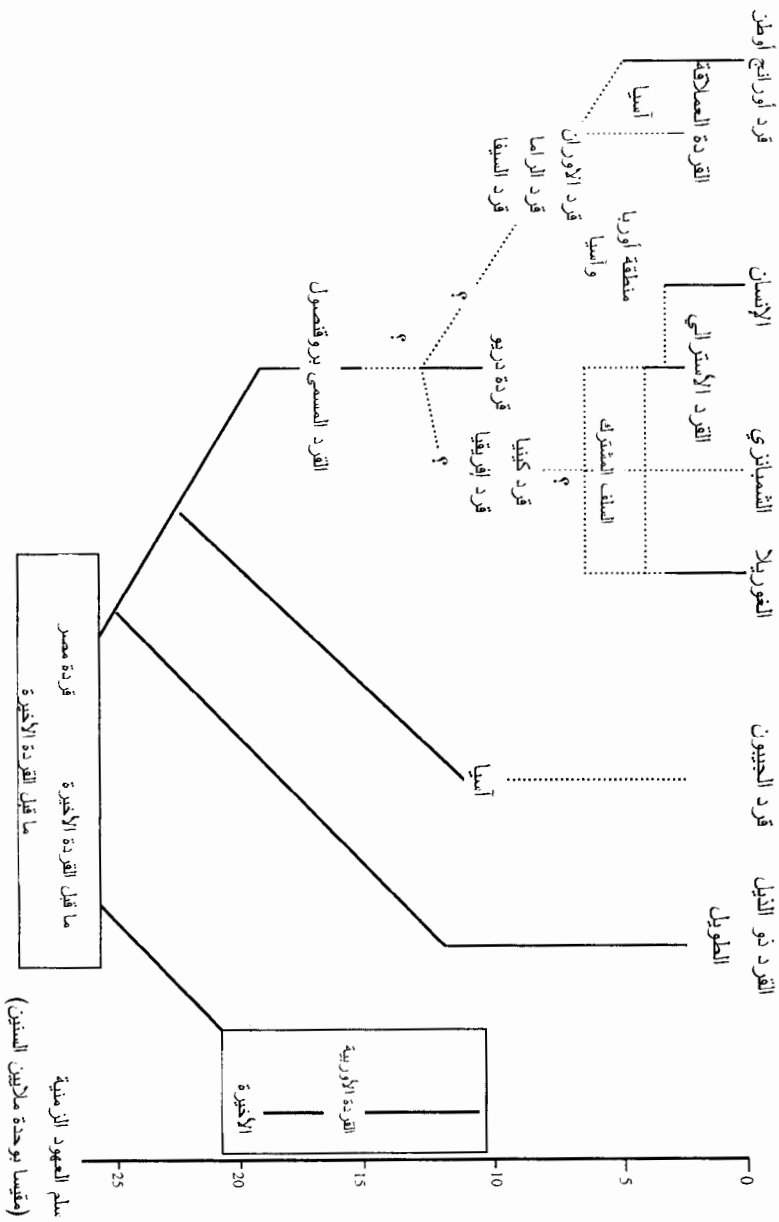 القرد ذو الذيل
الطويل
قرد الجيبون
الغوريلا
الشمبانزي
الإنسان
قرد أورانج أوطن
0
5
10
15
20
25
القردة العملاقة
آسيا
القرد الأسترالي
السلف المشترك
منطقة أوربا
وآسيا
قرد الاوران
قرد الراما
قرد السيفا
؟
قرد كينيا
قرد إفريقيا
؟
قردة دريو
؟
؟
آسيا
القرد المسمى بروقنصول
القردة الأوربية
الأخيرة
قردة مصر
ما قبل القردة الأخيرة
ما قبل القردة الأخيرة
سلم العهود الزمنية
(مقيسا بوحدة ملايين السنين)